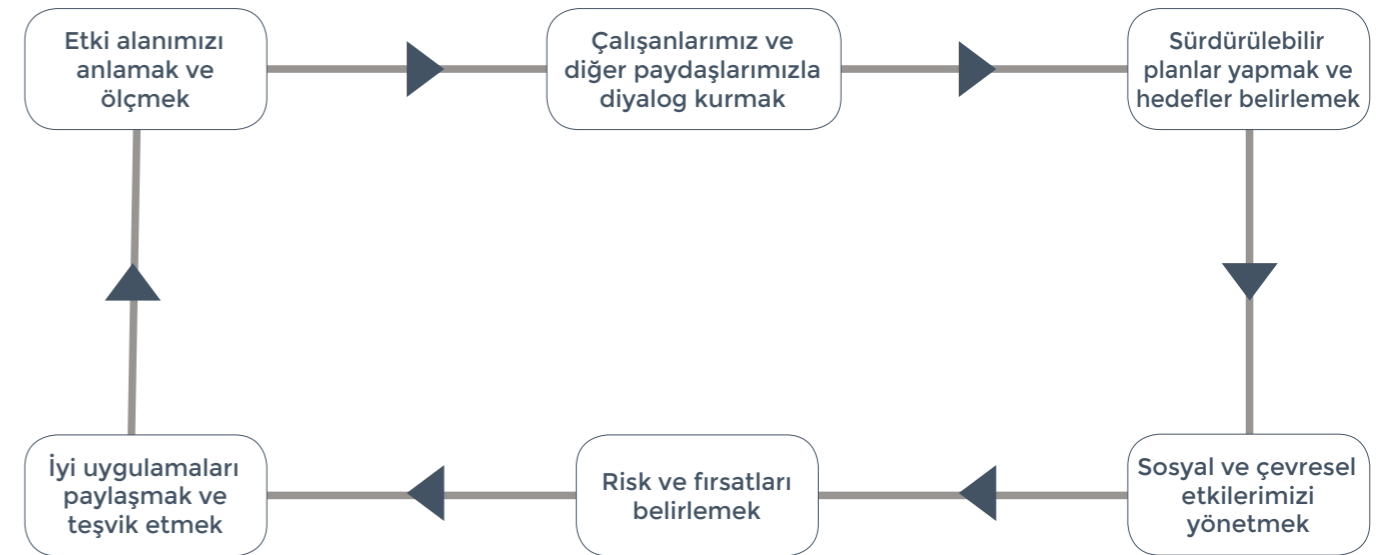 Etki alanımızı
anlamak ve
ölçmek
Çalışanlarımız ve
diğer paydaşlarımızla
diyalog kurmak
Sürdürülebilir
planlar yapmak ve
hedefler belirlemek
Sosyal ve çevresel
etkilerimizi
yönetmek
Risk ve fırsatları
belirlemek
İyi uygulamaları
paylaşmak ve
teşvik etmek